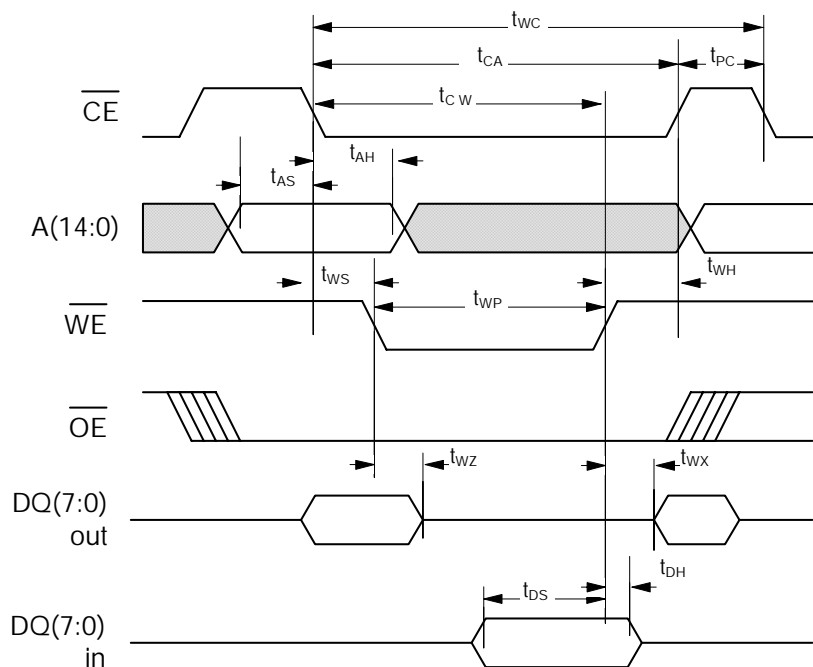 tWC
tCA
tPC
CE
tCW
tAH
tAS
A(14:0)
tWS
tWH
tWP
WE
OE
tWZ
tWX
DQ(7:0)
out
tDH
tDS
DQ(7:0)
in